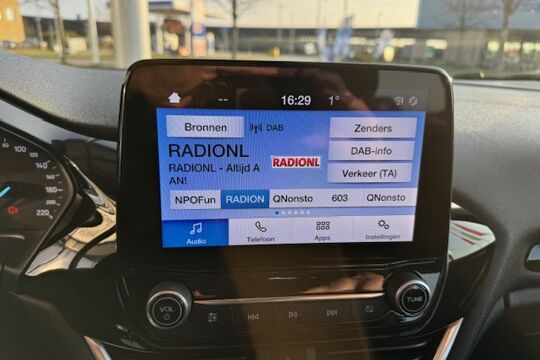 -- 16:29 1°
Bronnen DAB Zenders
RADIONL
RADIONL - Altijd A
AN!
RADIONL
DAB-info
Verkeer (TA)
NPOFun RADION QNonsto 603 QNonsto
Audio Telefoon Apps Instellingen
VOL
TUNE
100
120
140
160
180
200
220